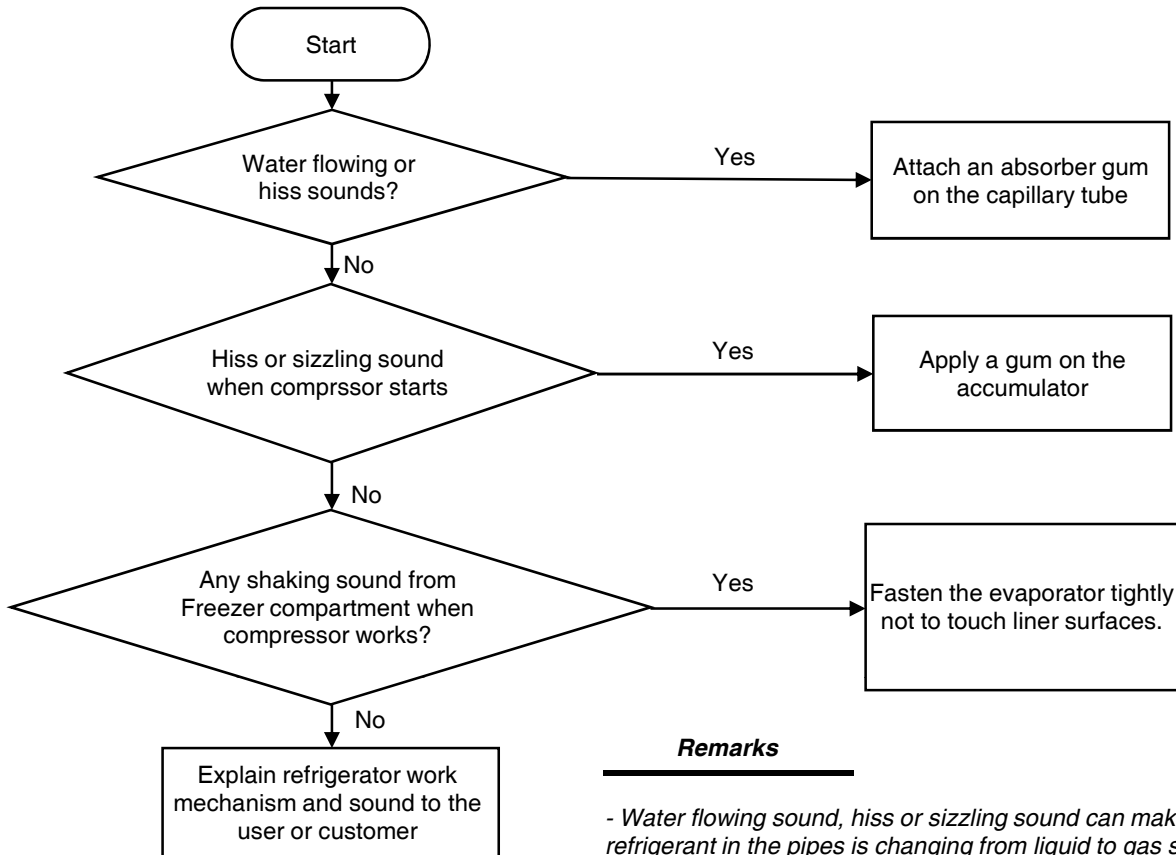 Start
Water flowing or
hiss sounds?
Yes
Attach an absorber gum
on the capillary tube
No
Hiss or sizzling sound
when comprssor starts
Yes
Apply a gum on the
accumulator
No
Any shaking sound from
Freezer compartment when
compressor works?
Yes
Fasten the evaporator tightly
not to touch liner surfaces.
No
Explain refrigerator work
mechanism and sound to the
user or customer
Remarks
- Water flowing sound, hiss or sizzling sound can
refrigerant in the pipes is changing from liquid to gas